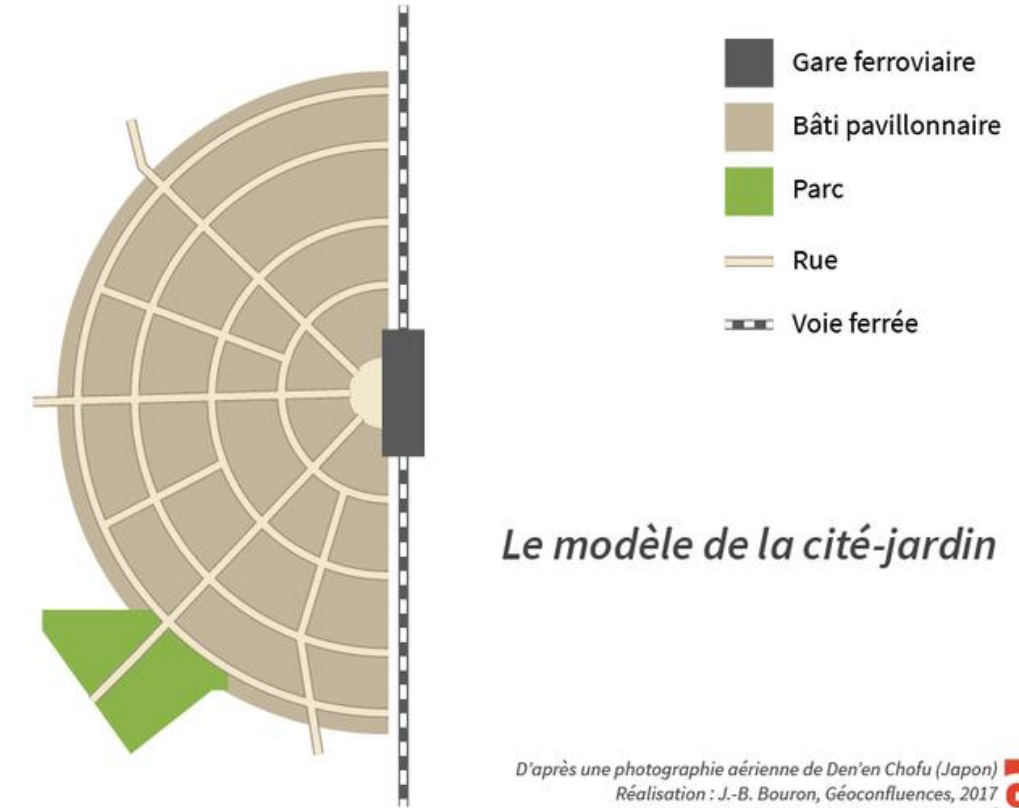 Gare ferroviaire
Bâti pavillonnaire
Parc
Rue
Voie ferrée
Le modèle de la cité-jardin
D'après une photographie aérienne de Den'en Chofu (Japon)
Réalisation : J.-B. Bouron, Géoconfluences, 2017